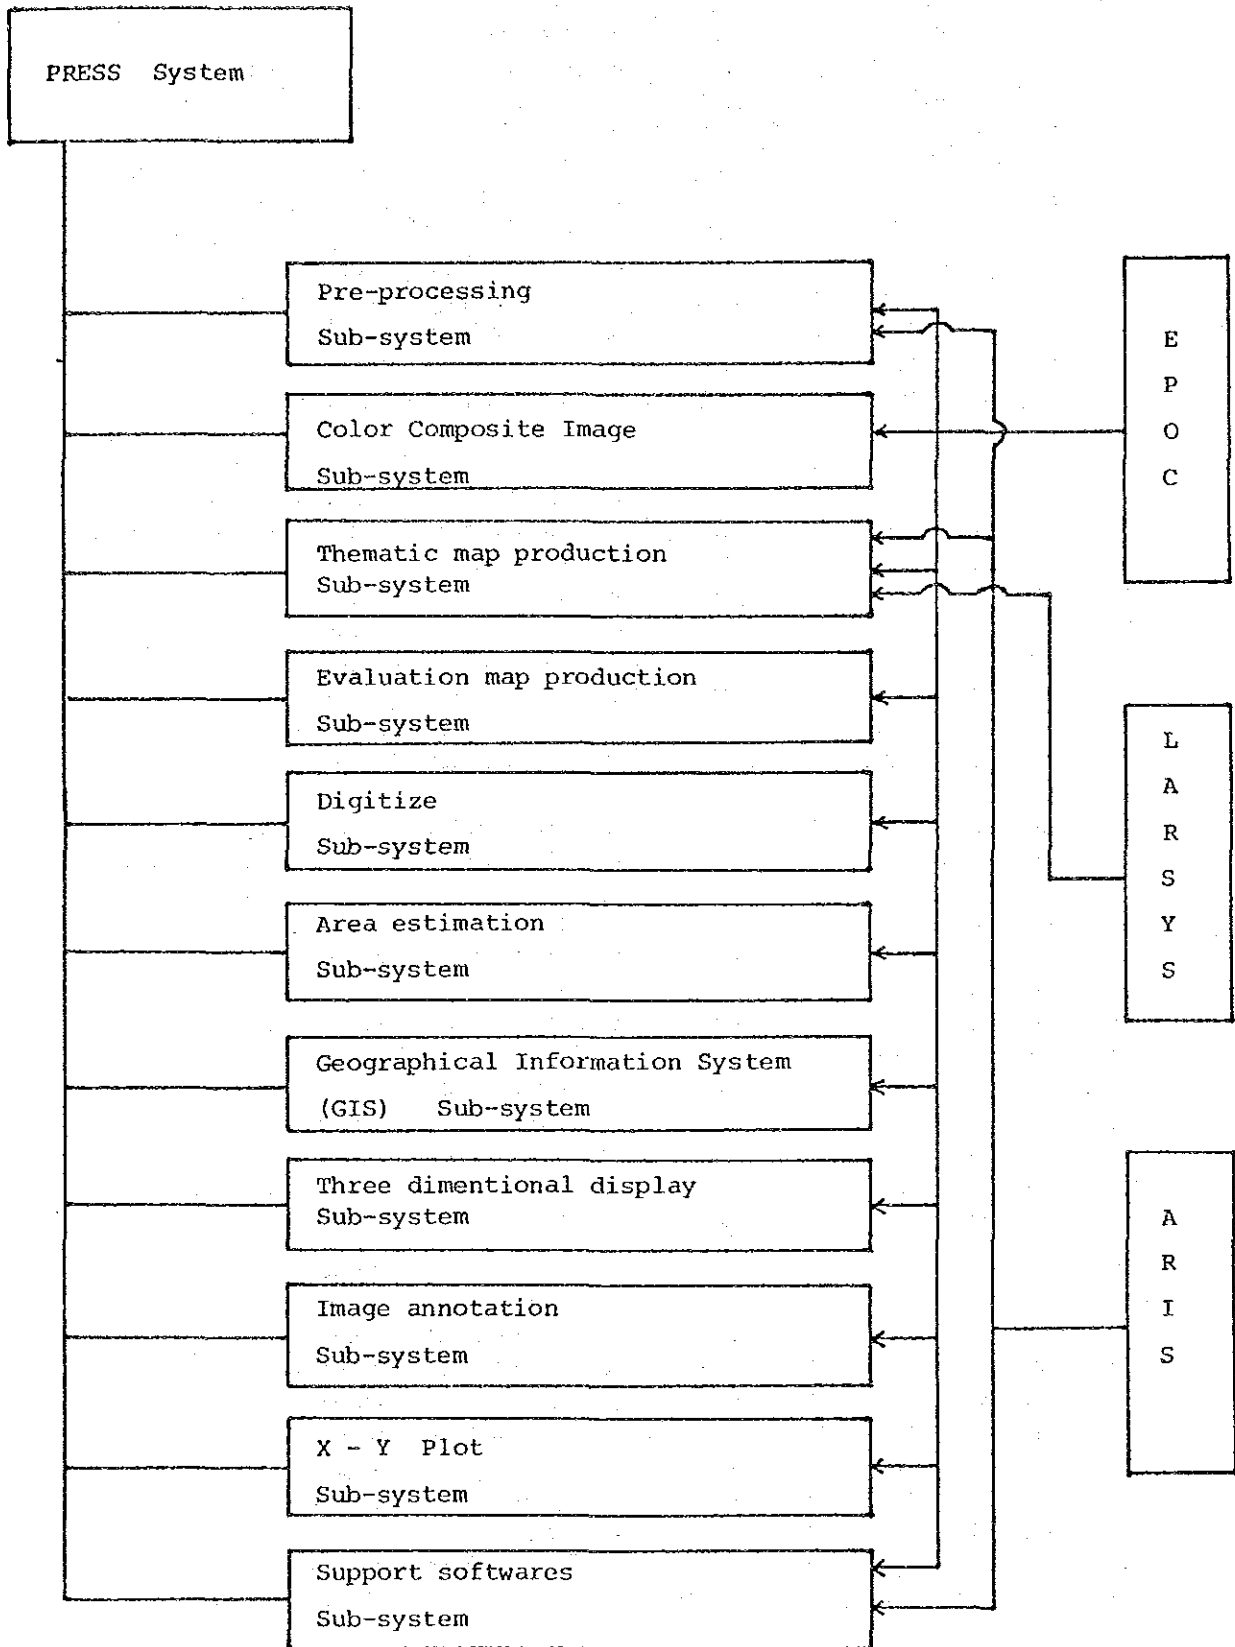 PRESS System
Pre-processing
Sub-system
Color Composite Image
Sub-system
Thematic map production
Sub-system
Evaluation map production
Sub-system
Digitize
Sub-system
Area estimation
Sub-system
Geographical Information System
(GIS) Sub-system
Three dimentional display
Sub-system
Image annotation
Sub-system
X - Y Plot
Sub-system
Support softwares
Sub-system
E
P
O
C
L
A
R
S
Y
S
A
R
I
S